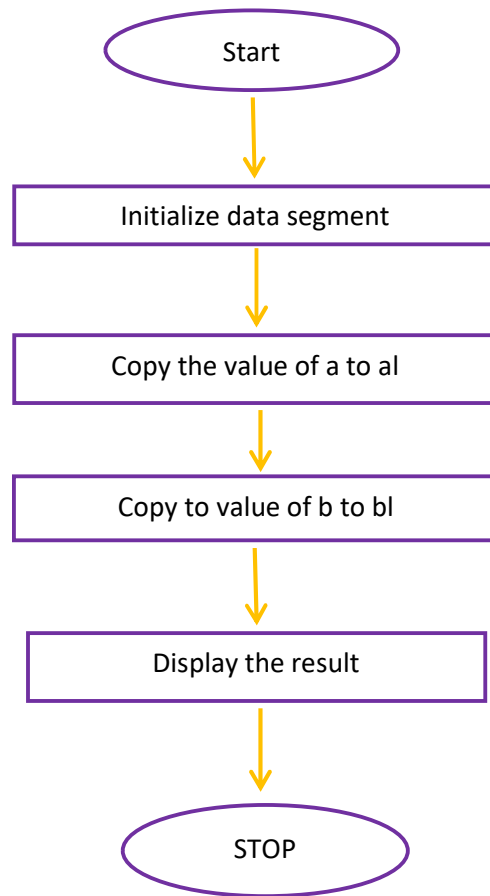 Start
Initialize data segment
Copy the value of a to al
Copy to value of b to bl
Display the result
STOP